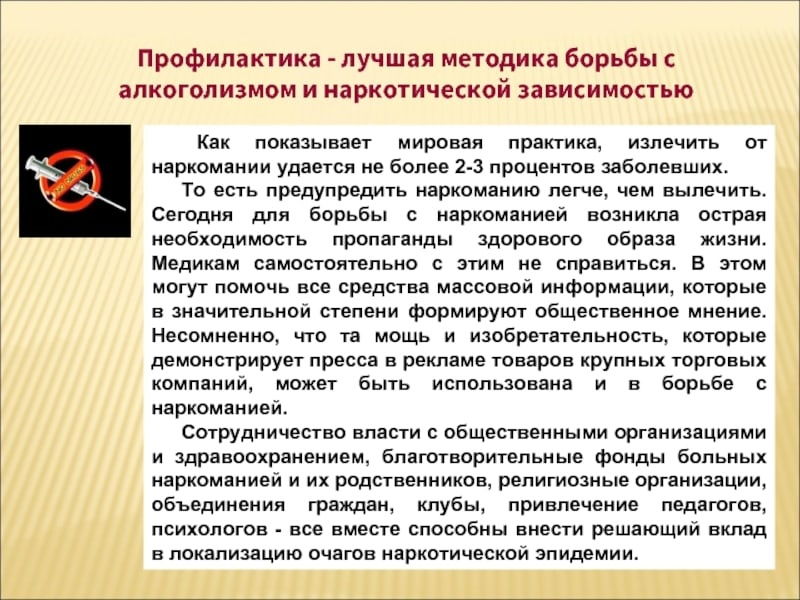 Профилактика - лучшая методика борьбы с
алкоголизмом и наркотической зависимостью
Как показывает мировая практика, излечить от
наркомании удается не более 2-3 процентов заболевших.
То есть предупредить наркоманию легче, чем вылечить.
Сегодня для борьбы с наркоманией возникла острая
необходимость пропаганды здорового образа жизни.
Медикам самостоятельно с этим не справиться. В этом
могут помочь все средства массовой информации, которые
в значительной степени формируют общественное мнение.
Несомненно, что та мощь и изобретательность, которые
демонстрирует пресса в рекламе товаров крупных торговых
компаний, может быть использована и в борьбе с
наркоманией.
Сотрудничество власти с общественными организациями
и здравоохранением, благотворительные фонды больных
наркоманией и их родственников, религиозные организации,
объединения граждан, клубы, привлечение педагогов,
психологов - все вместе способны внести решающий вклад
в локализацию очагов наркотической эпидемии.